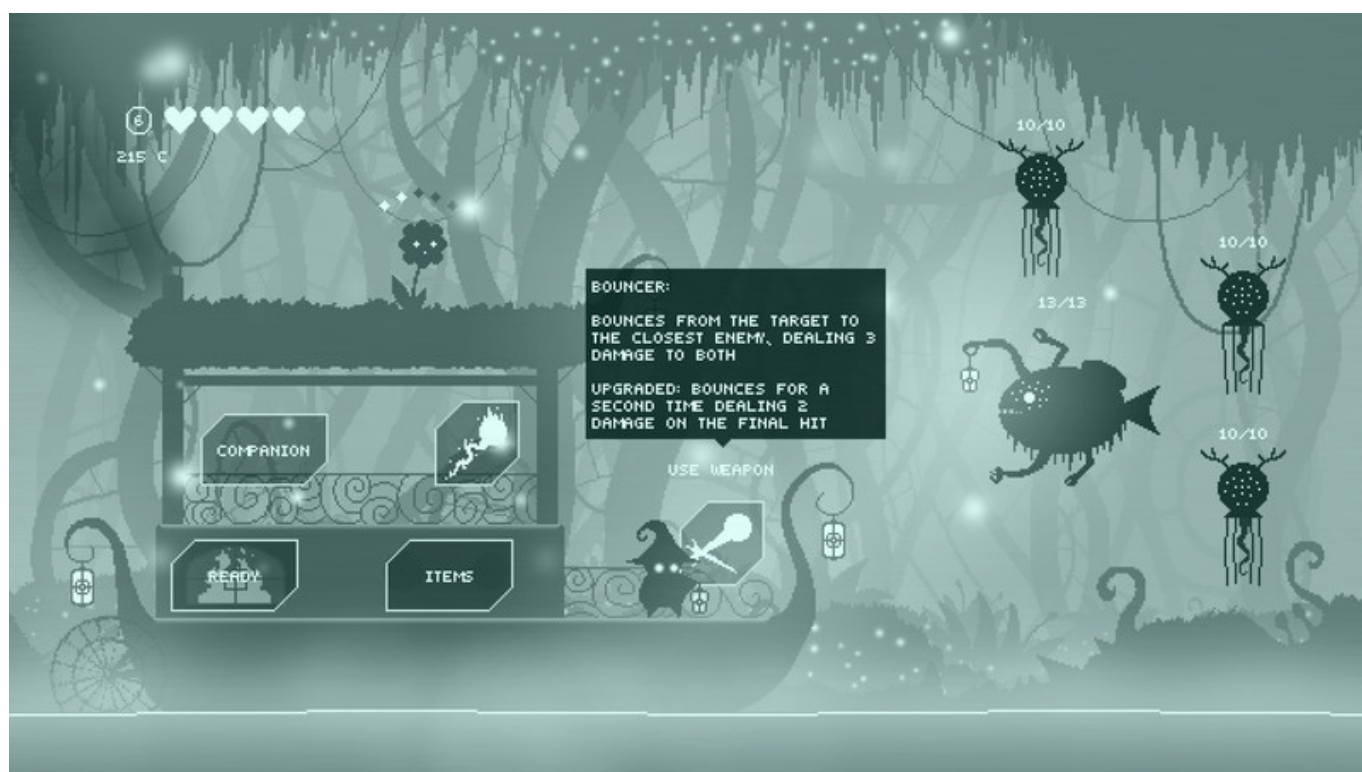 6
215 C
10/10
10/10
13/13
10/10
BOUNCER:
BOUNCES FROM THE TARGET TO
THE CLOSEST ENEMY, DEALING 3
DAMAGE TO BOTH
UPGRADED: BOUNCES FOR A
SECOND TIME DEALING 2
DAMAGE ON THE FINAL HIT
USE WEAPON
COMPANION
READY
ITEMS